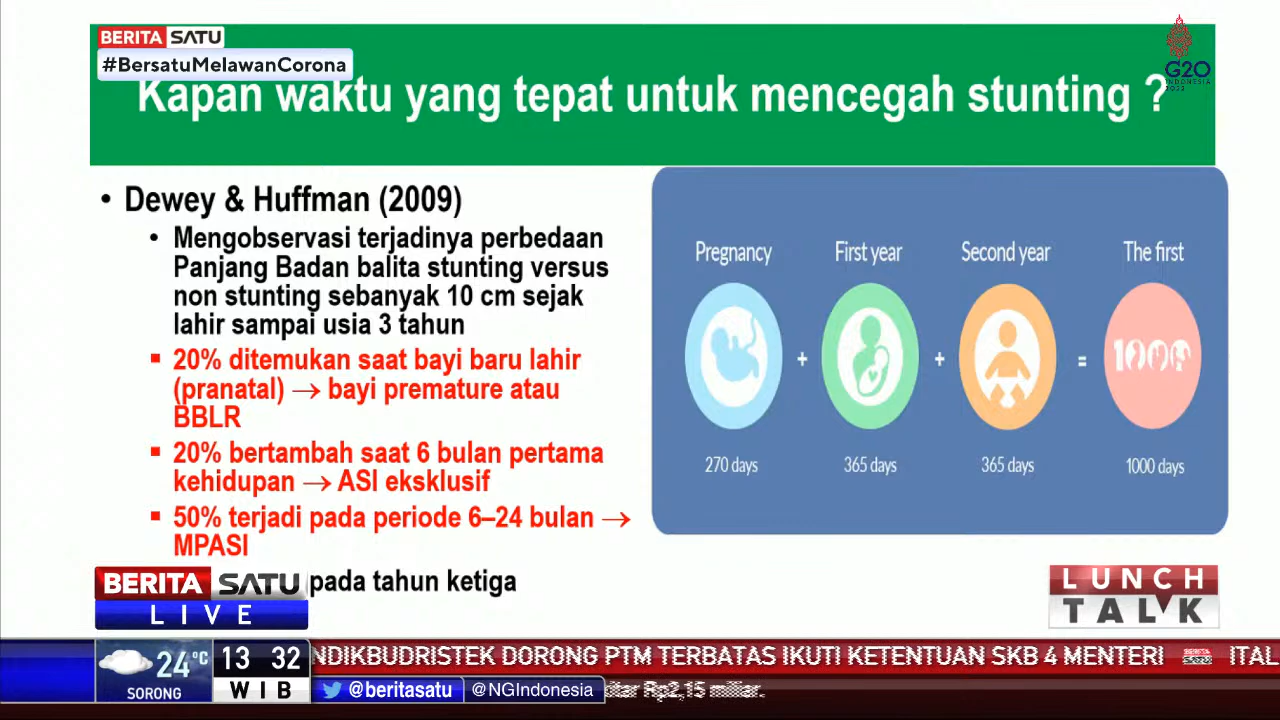 BERITA SATU
#BersatuMelawanCorona
G20
INDONESIA
2022
Kapan waktu yang tepat untuk mencegah stunting ?
• Dewey & Huffman (2009)
• Mengobservasi terjadinya perbedaan
Panjang Badan balita stunting versus
non stunting sebanyak 10 cm sejak
lahir sampai usia 3 tahun
▪ 20% ditemukan saat bayi baru lahir
(pranatal) → bayi premature atau
BBLR
▪ 20% bertambah saat 6 bulan pertama
kehidupan → ASI eksklusif
▪ 50% terjadi pada periode 6–24 bulan →
MPASI
pada tahun ketiga
Pregnancy
First year
Second year
The first
+ + =
1000
270 days
365 days
365 days
1000 days
BERITA SATU
LIVE
LUNCH
TALK
24°C
SORONG
13 32
WIB
NDIKBUDRISTEK DORONG PTM TERBATAS IKUTI KETENTUAN SKB 4 MENTERI
ITAL
@beritasatu
@NGIndonesia
Rp2,15 miliar.